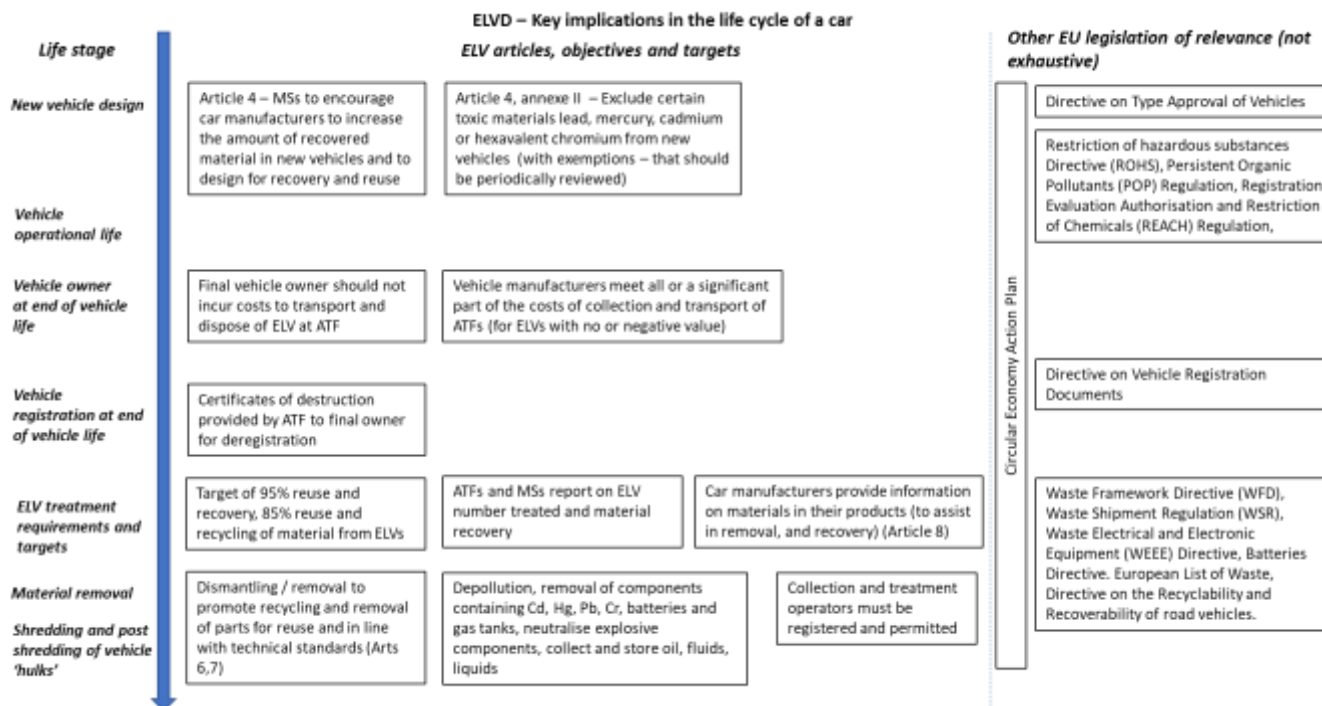 ELVD – Key implications in the life cycle of a car
Life stage
ELV articles, objectives and targets
Other EU legislation of relevance (not
exhaustive)
New vehicle design
Article 4 – MSs to encourage
car manufacturers to increase
the amount of recovered
material in new vehicles and to
design for recovery and reuse
Article 4, annexe II – Exclude certain
toxic materials lead, mercury, cadmium
or hexavalent chromium from new
vehicles (with exemptions – that should
be periodically reviewed)
Directive on Type Approval of Vehicles
Restriction of hazardous substances
Directive (ROHS), Persistent Organic
Pollutants (POP) Regulation, Registration
Evaluation Authorisation and Restriction
of Chemicals (REACH) Regulation,
Vehicle
operational life
Vehicle owner
at end of vehicle
life
Final vehicle owner should not
incur costs to transport and
dispose of ELV at ATF
Vehicle manufacturers meet all or a significant
part of the costs of collection and transport of
ATFs (for ELVs with no or negative value)
Circular Economy Action Plan
Vehicle
registration at end
of vehicle life
Certificates of destruction
provided by ATF to final owner
for deregistration
Directive on Vehicle Registration
Documents
ELV treatment
requirements and
targets
Target of 95% reuse and
recovery, 85% reuse and
recycling of material from ELVs
ATFs and MSs report on ELV
number treated and material
recovery
Car manufacturers provide information
on materials in their products (to assist
in removal, and recovery) (Article 8)
Waste Framework Directive (WFD),
Waste Shipment Regulation (WSR),
Waste Electrical and Electronic
Equipment (WEEE) Directive, Batteries
Directive. European List of Waste,
Directive on the Recyclability and
Recoverability of road vehicles.
Material removal
Shredding and post
shredding of vehicle
‘hulks’
Dismantling / removal to
promote recycling and removal
of parts for reuse and in line
with technical standards (Arts
6,7)
Depollution, removal of components
containing Cd, Hg, Pb, Cr, batteries and
gas tanks, neutralise explosive
components, collect and store oil, fluids,
liquids
Collection and treatment
operators must be
registered and permitted